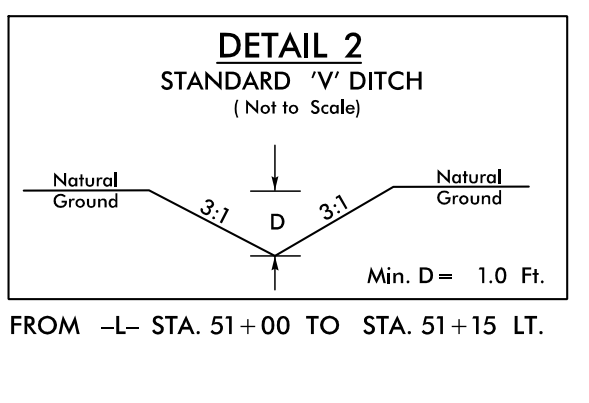 DETAIL 2
STANDARD 'V' DITCH
( Not to Scale)
Natural
Ground
3:1
D
3:1
Natural
Ground
Min. D = 1.0 Ft.
FROM -L- STA. 51+00 TO STA. 51+15 LT.